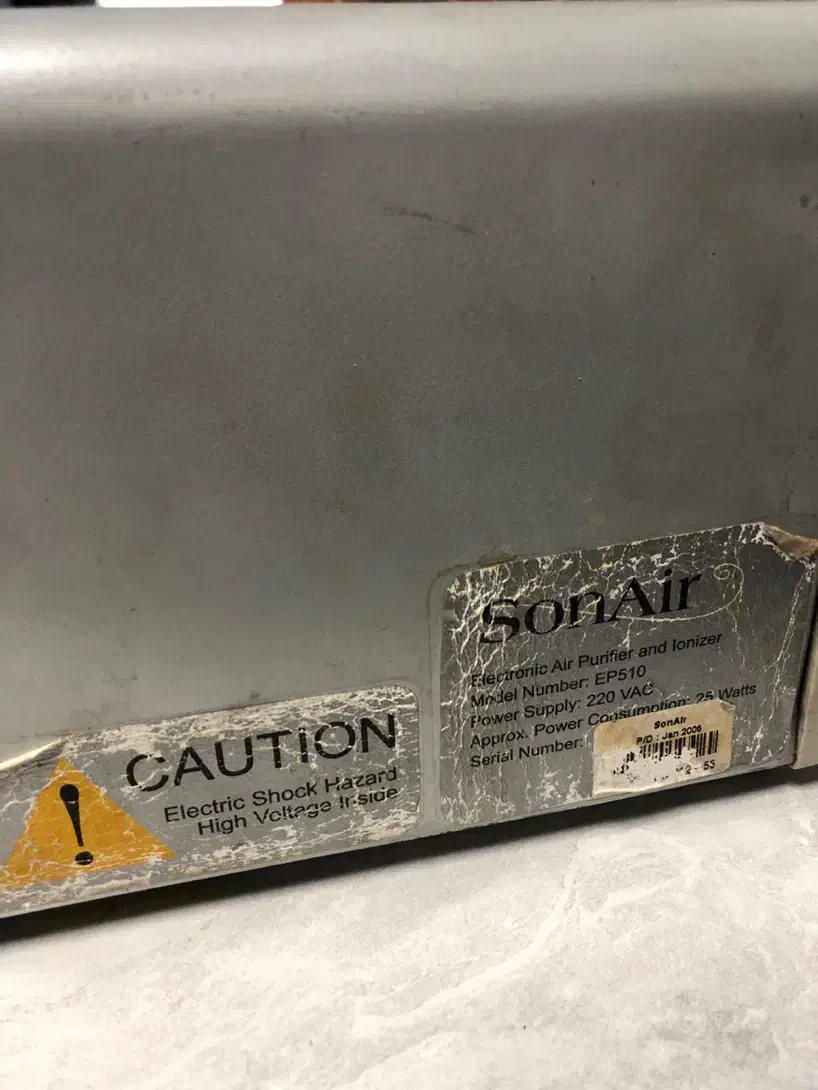 CAUTION
Electric Shock Hazard
High Voltage Inside
SonAir
Electronic Air Purifier and Ionizer
Model Number: EP510
Power Supply: 220 VAC
Approx. Power Consumption: 25 Watts
Serial Number:
SonAir
P/D : Jan 2006
53